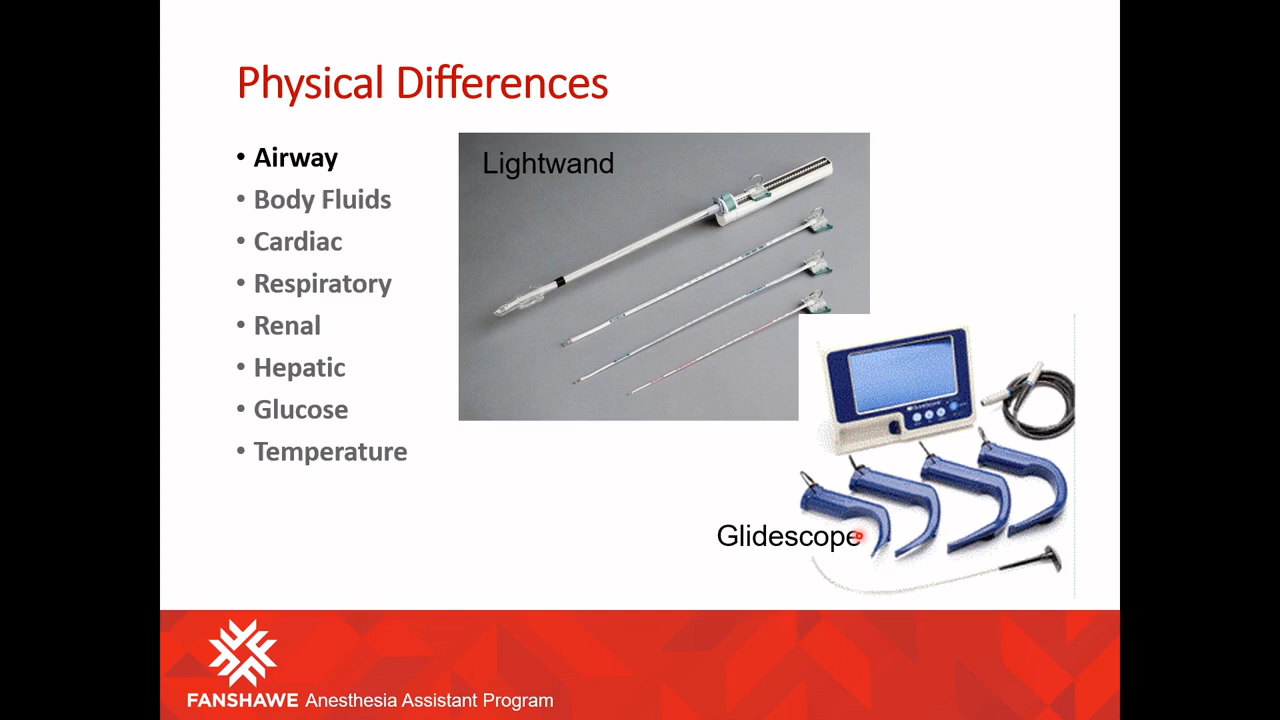 Physical Differences
• Airway
• Body Fluids
• Cardiac
• Respiratory
• Renal
• Hepatic
• Glucose
• Temperature
Lightwand
Glidescope
FANSHAWE Anesthesia Assistant Program